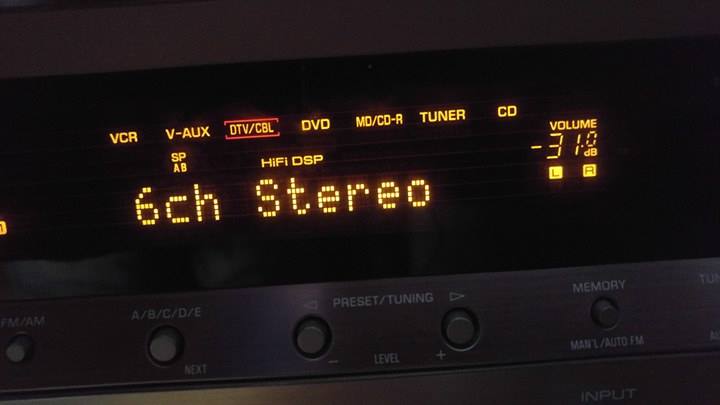 VCR V-AUX DTV/CBL DVD MD/CD-R TUNER CD
VOLUME
-31.0 dB
SP
A B
HiFi DSP
L R
6ch Stereo
FM/AM A/B/C/D/E PRESET/TUNING MEMORY
NEXT - LEVEL + MAN'L/AUTO FM
INPUT